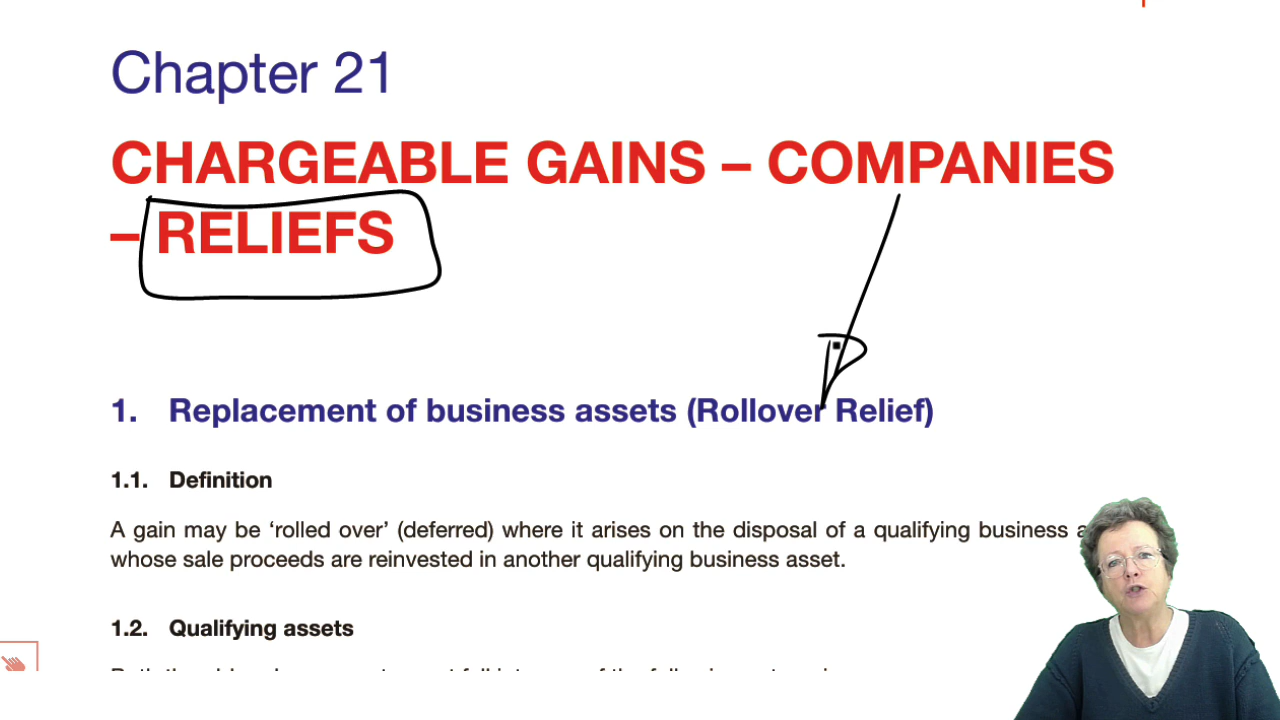 Chapter 21
CHARGEABLE GAINS – COMPANIES
– RELIEFS
1. Replacement of business assets (Rollover Relief)
1.1. Definition
A gain may be ‘rolled over’ (deferred) where it arises on the disposal of a qualifying business
whose sale proceeds are reinvested in another qualifying business asset.
1.2. Qualifying assets